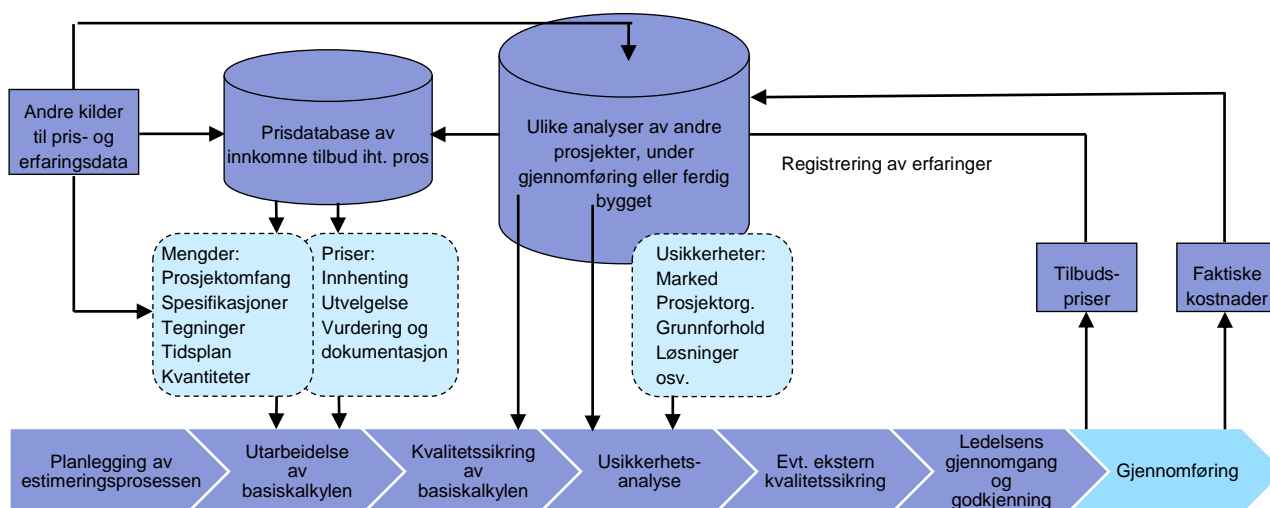 Andre kilder
til pris- og
erfaringsdata
Prisdatabase av
innkomne tilbud iht. pros
Ulike analyser av andre
prosjekter, under
gjennomføring eller ferdig
bygget
Registrering av erfaringer
Mengder:
Prosjektomfang
Spesifikasjoner
Tegninger
Tidsplan
Kvantiteter
Priser:
Innhenting
Utvelgelse
Vurdering og
dokumentasjon
Usikkerheter:
Marked
Prosjektorg.
Grunnforhold
Løsninger
osv.
Tilbuds-
priser
Faktiske
kostnader
Planlegging av
estimeringsprosessen
Utarbeidelse
av
basiskalkylen
Kvalitetssikring
av
basiskalkylen
Usikkerhets-
analyse
Evt. ekstern
kvalitetssikring
Ledelsens
gjennomgang
og
godkjenning
Gjennomføring